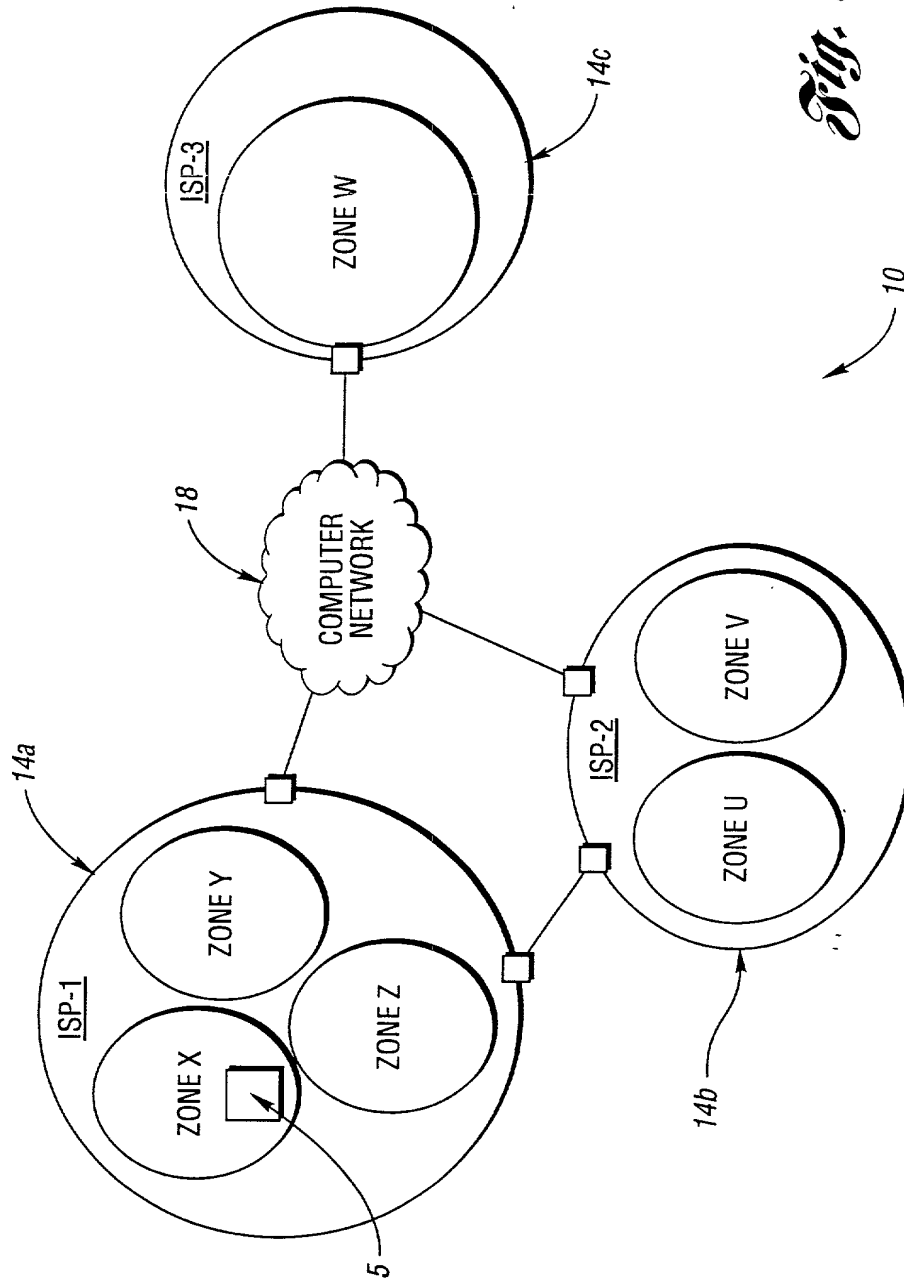 14a
ISP-1
ZONE X
ZONE Y
ZONE Z
5
18
COMPUTER
NETWORK
ISP-3
ZONE W
14c
ISP-2
ZONE U
ZONE V
14b
10
Fig.